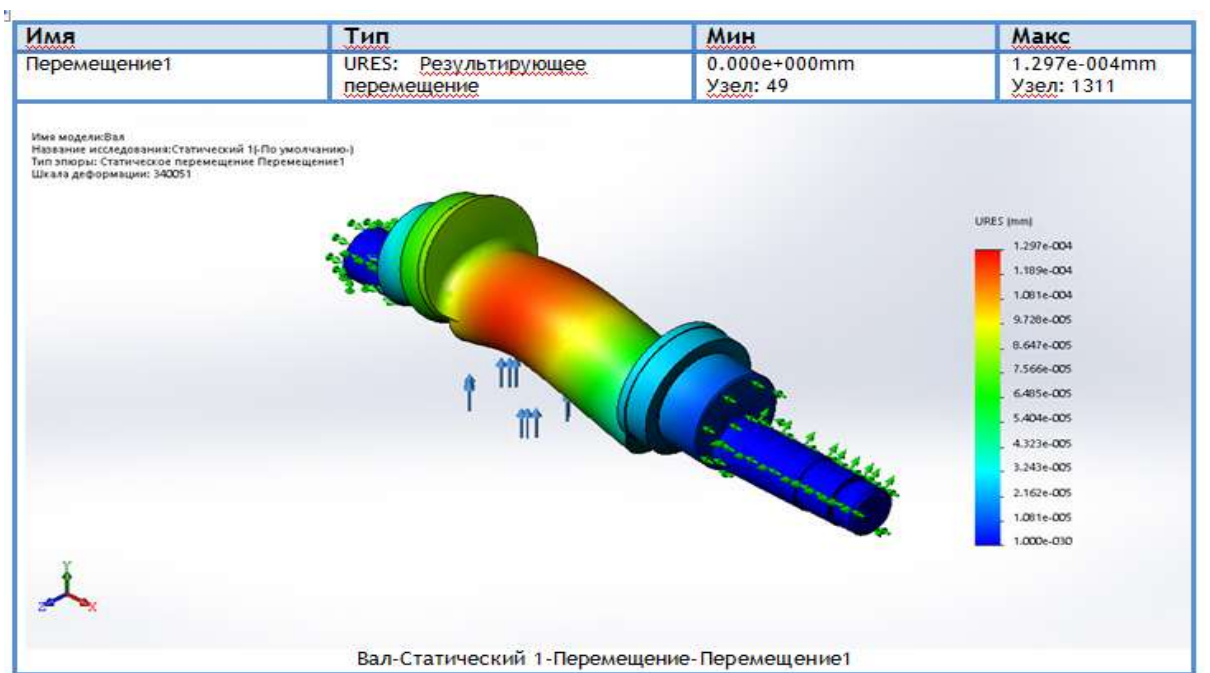 Имя Тип Мин Макс
Перемещение1 URES: Результирующее 0.000e+000mm 1.297e-004mm
перемещение Узел: 49 Узел: 1311
Имя модели:Вал
Название исследования:Статический 1(-По умолчанию-)
Тип эпюры: Статическое перемещение Перемещение1
Шкала деформации: 340051
URES (mm)
1.297e-004
1.189e-004
1.081e-004
9.728e-005
8.647e-005
7.566e-005
6.485e-005
5.404e-005
4.323e-005
3.243e-005
2.162e-005
1.081e-005
1.000e-030
Y
Z X
Вал-Статический 1-Перемещение-Перемещение1